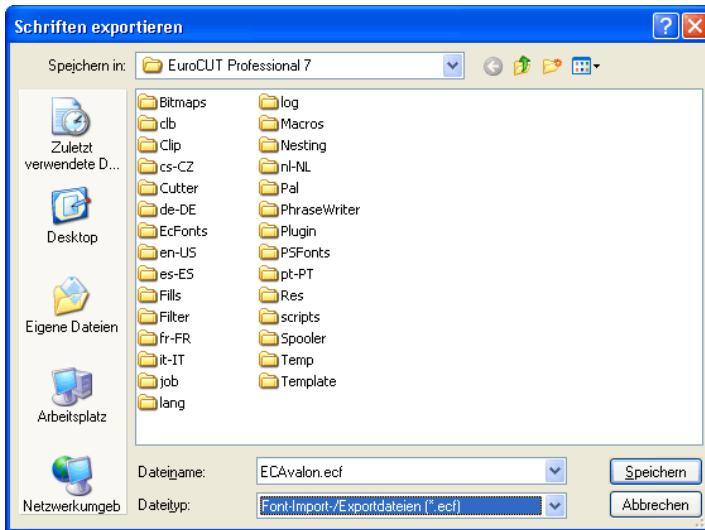 Schriften exportieren
Speichern in: EuroCUT Professional 7
Zuletzt
verwendete D...
Desktop
Eigene Dateien
Arbeitsplatz
Netzwerkumgeb
Bitmaps
clb
Clip
cs-CZ
Cutter
de-DE
EcFonts
en-US
es-ES
Fills
Filter
fr-FR
it-IT
job
lang
log
Macros
Nesting
nl-NL
Pal
PhraseWriter
Plugin
PSFonts
pt-PT
Res
scripts
Spooler
Temp
Template
Dateiname: ECAvalon.ecf Speichern
Dateityp: Font-Import-/Exportdateien (*.ecf) Abbrechen